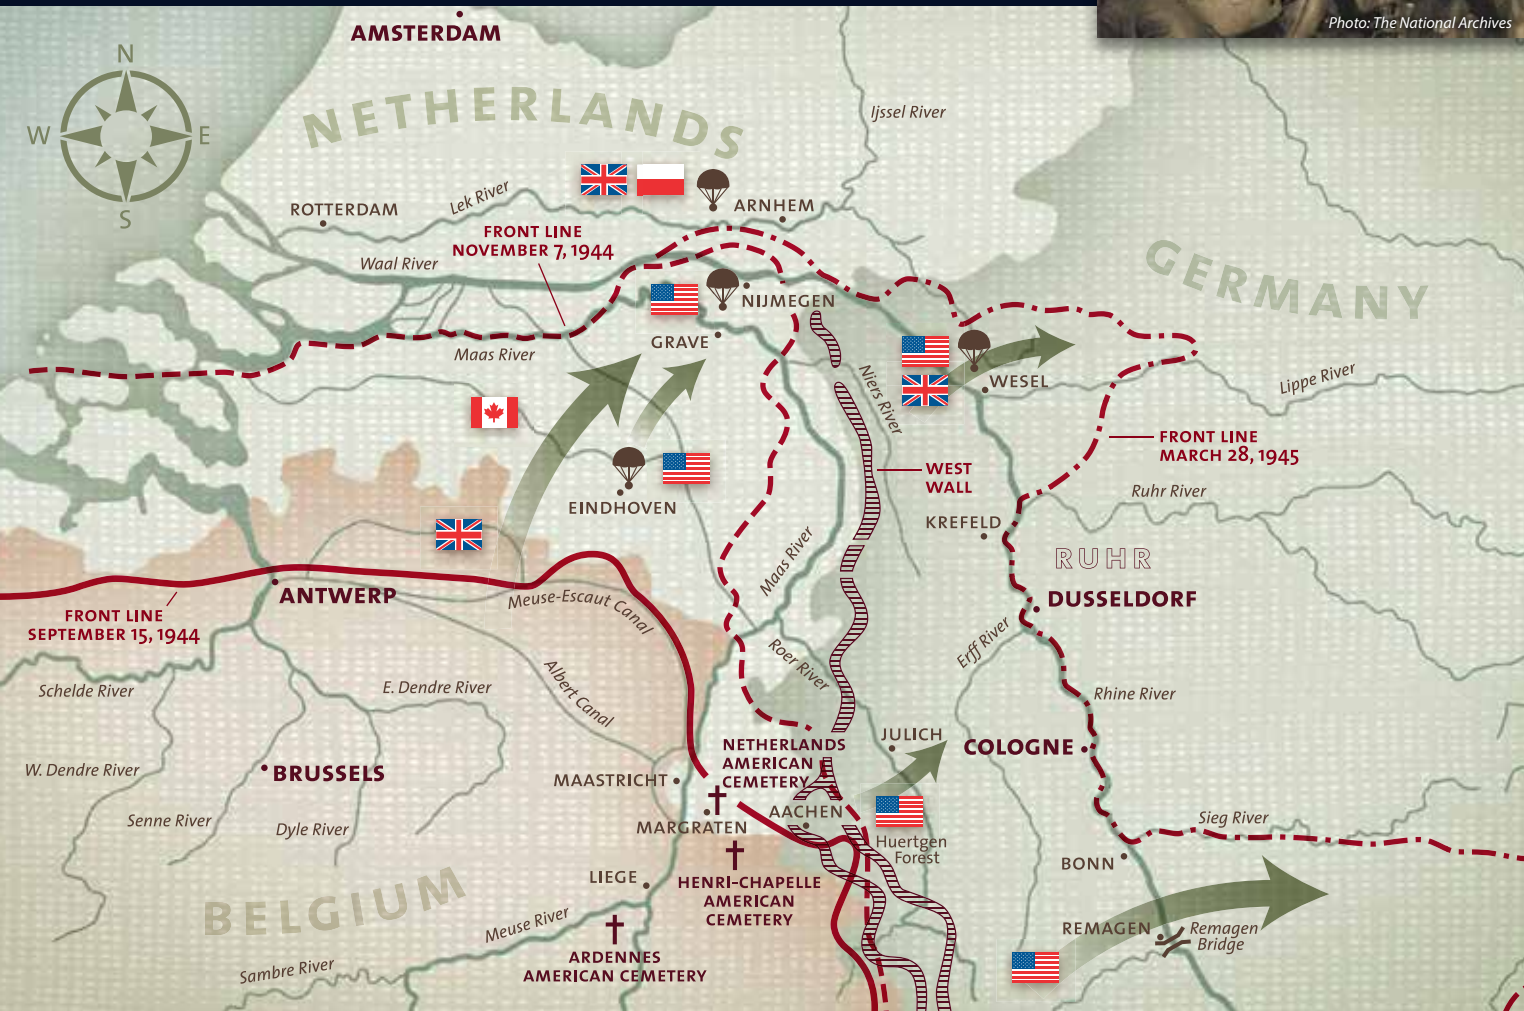 Photo: The National Archives
AMSTERDAM
N
W
E
S
NETHERLANDS
Ijssel River
Lek River
ROTTERDAM
ARNHEM
FRONT LINE
NOVEMBER 7, 1944
Waal River
GERMANY
NIJMEGEN
GRAVE
Maas River
Niers River
WESEL
Lippe River
FRONT LINE
MARCH 28, 1945
WEST
WALL
Ruhr River
EINDHOVEN
KREFELD
RUHR
Maas River
ANTWERP
Meuse-Escaut Canal
DUSSELDORF
FRONT LINE
SEPTEMBER 15, 1944
Erff River
Roer River
Schelde River
E. Dendre River
Albert Canal
Rhine River
JULICH
NETHERLANDS
AMERICAN
CEMETERY
COLOGNE
W. Dendre River
BRUSSELS
MAASTRICHT
AACHEN
Senne River
Dyle River
MARGRATEN
Sieg River
Huertgen
Forest
BONN
LIEGE
HENRI-CHAPELLE
AMERICAN
CEMETERY
BELGIUM
Meuse River
REMAGEN
Remagen
Bridge
ARDENNES
AMERICAN CEMETERY
Sambre River